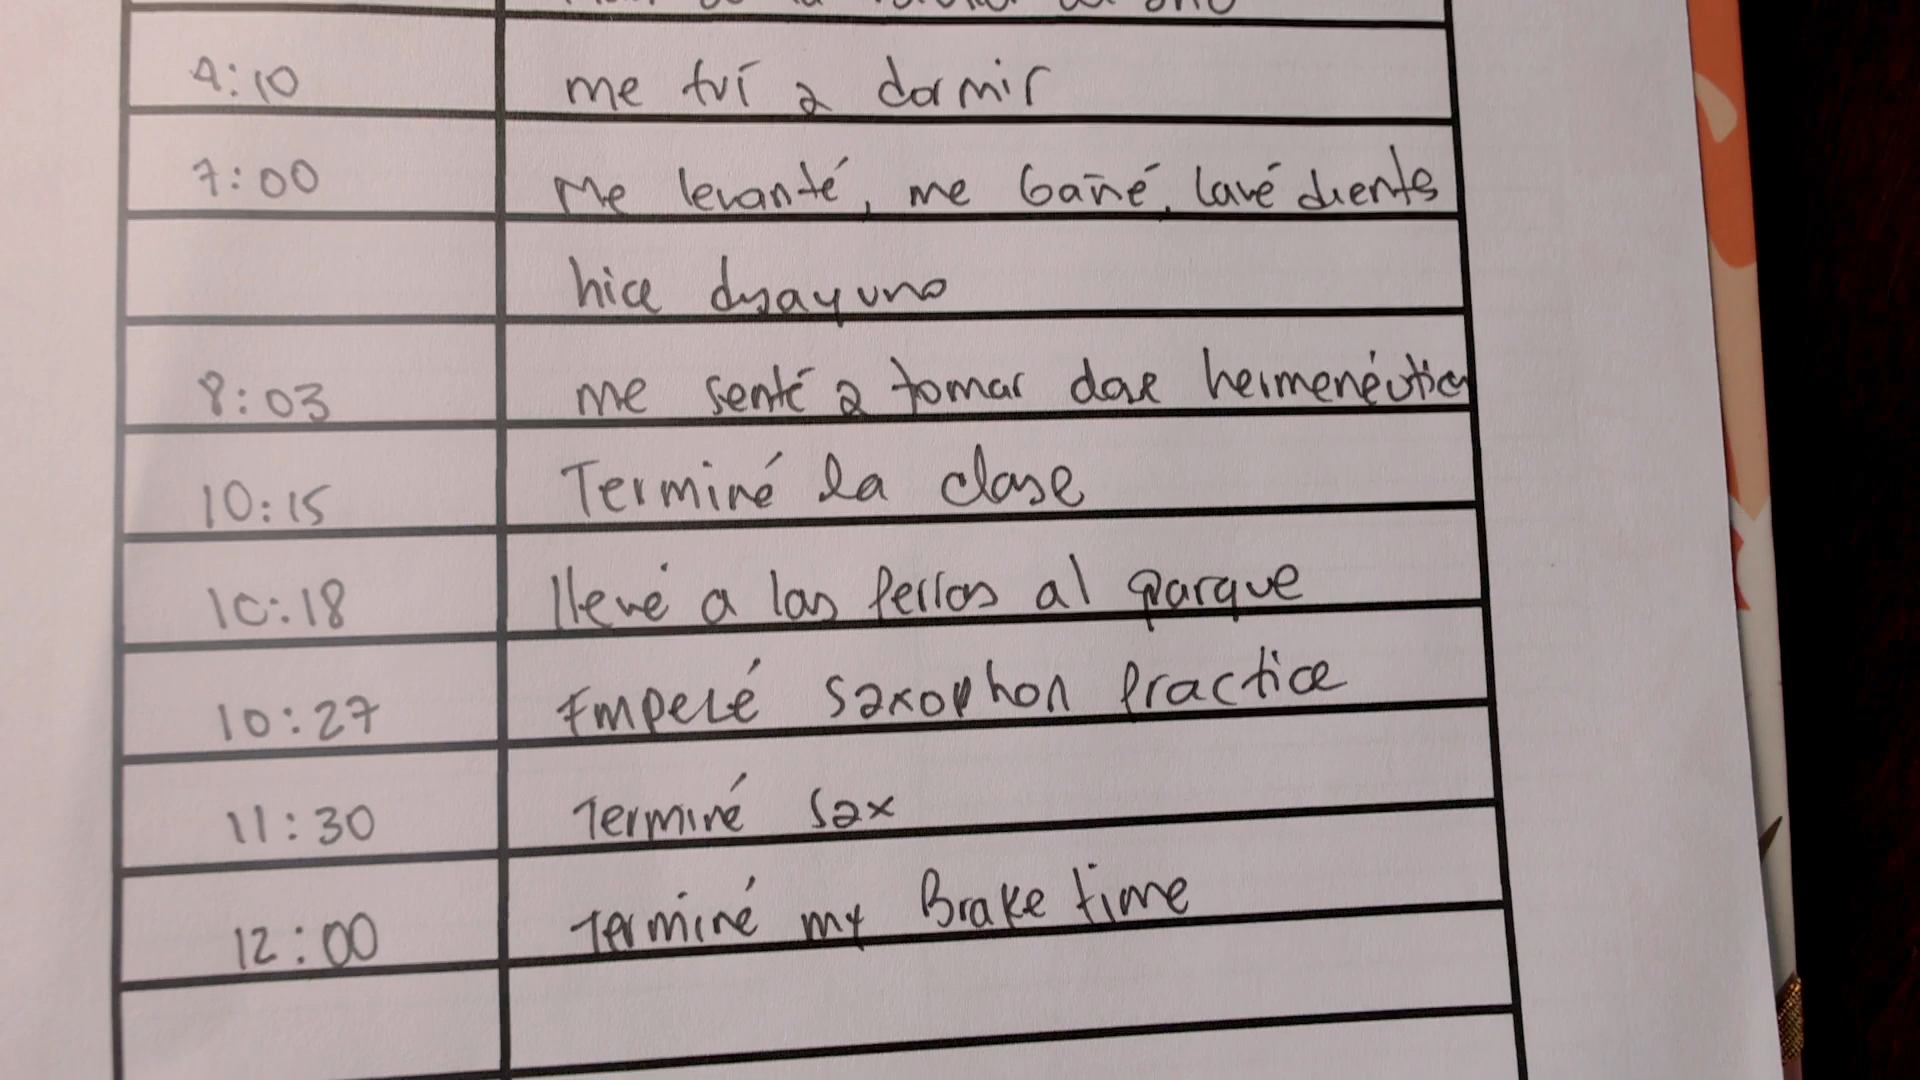 4:10 me fuí a dormir
7:00 Me levanté, me bañé, lavé dientes
hice desayuno
8:03 me senté a tomar clase hermenéutica
10:15 Terminé la clase
10:18 llevé a los perros al parque
10:27 Empecé saxophon practice
11:30 Terminé sax
12:00 Terminé my Brake time